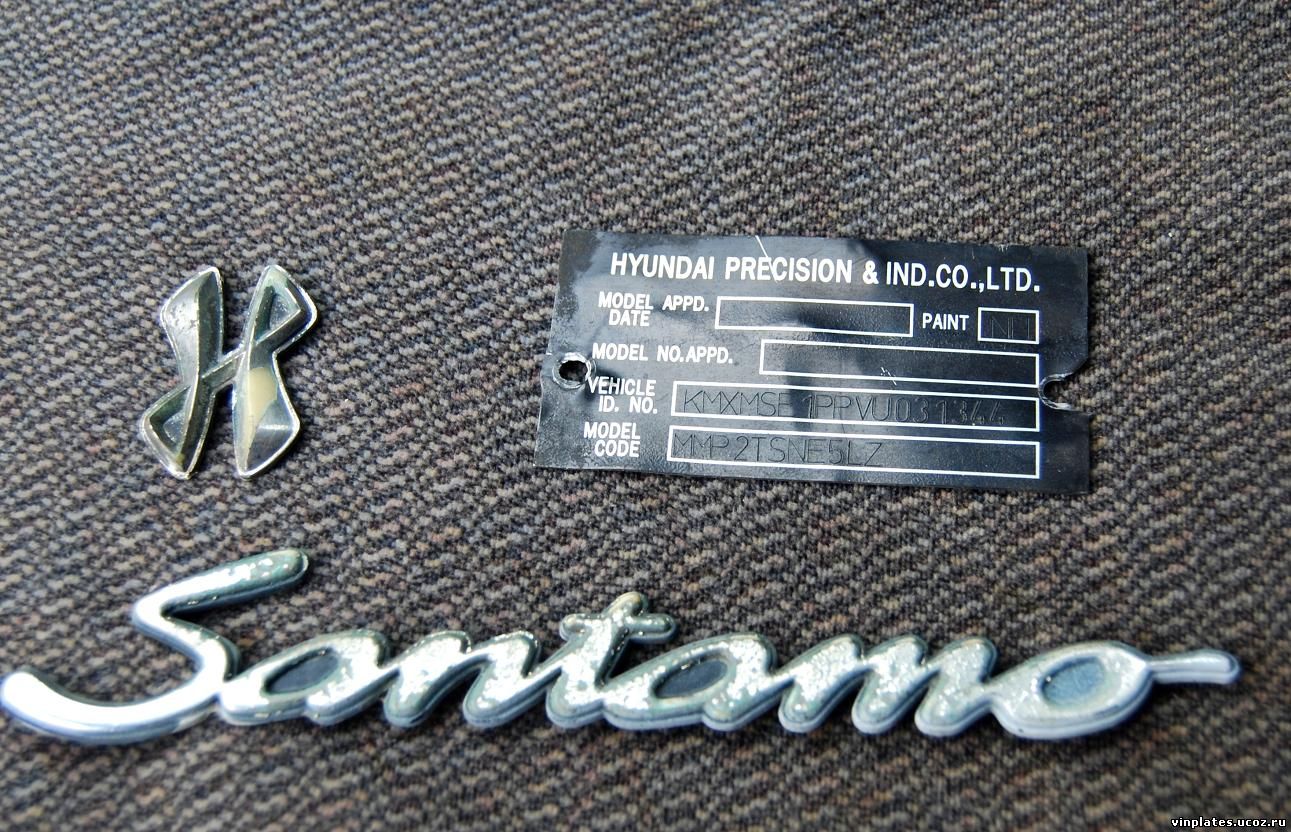 HYUNDAI PRECISION & IND.CO.,LTD.
MODEL APPD. DATE PAINT
MODEL NO.APPD.
VEHICLE ID. NO. KMXMSE1PPVU031344
MODEL CODE MMP2TSNE5LZ
H
Santamo
vinplates.ucoz.ru